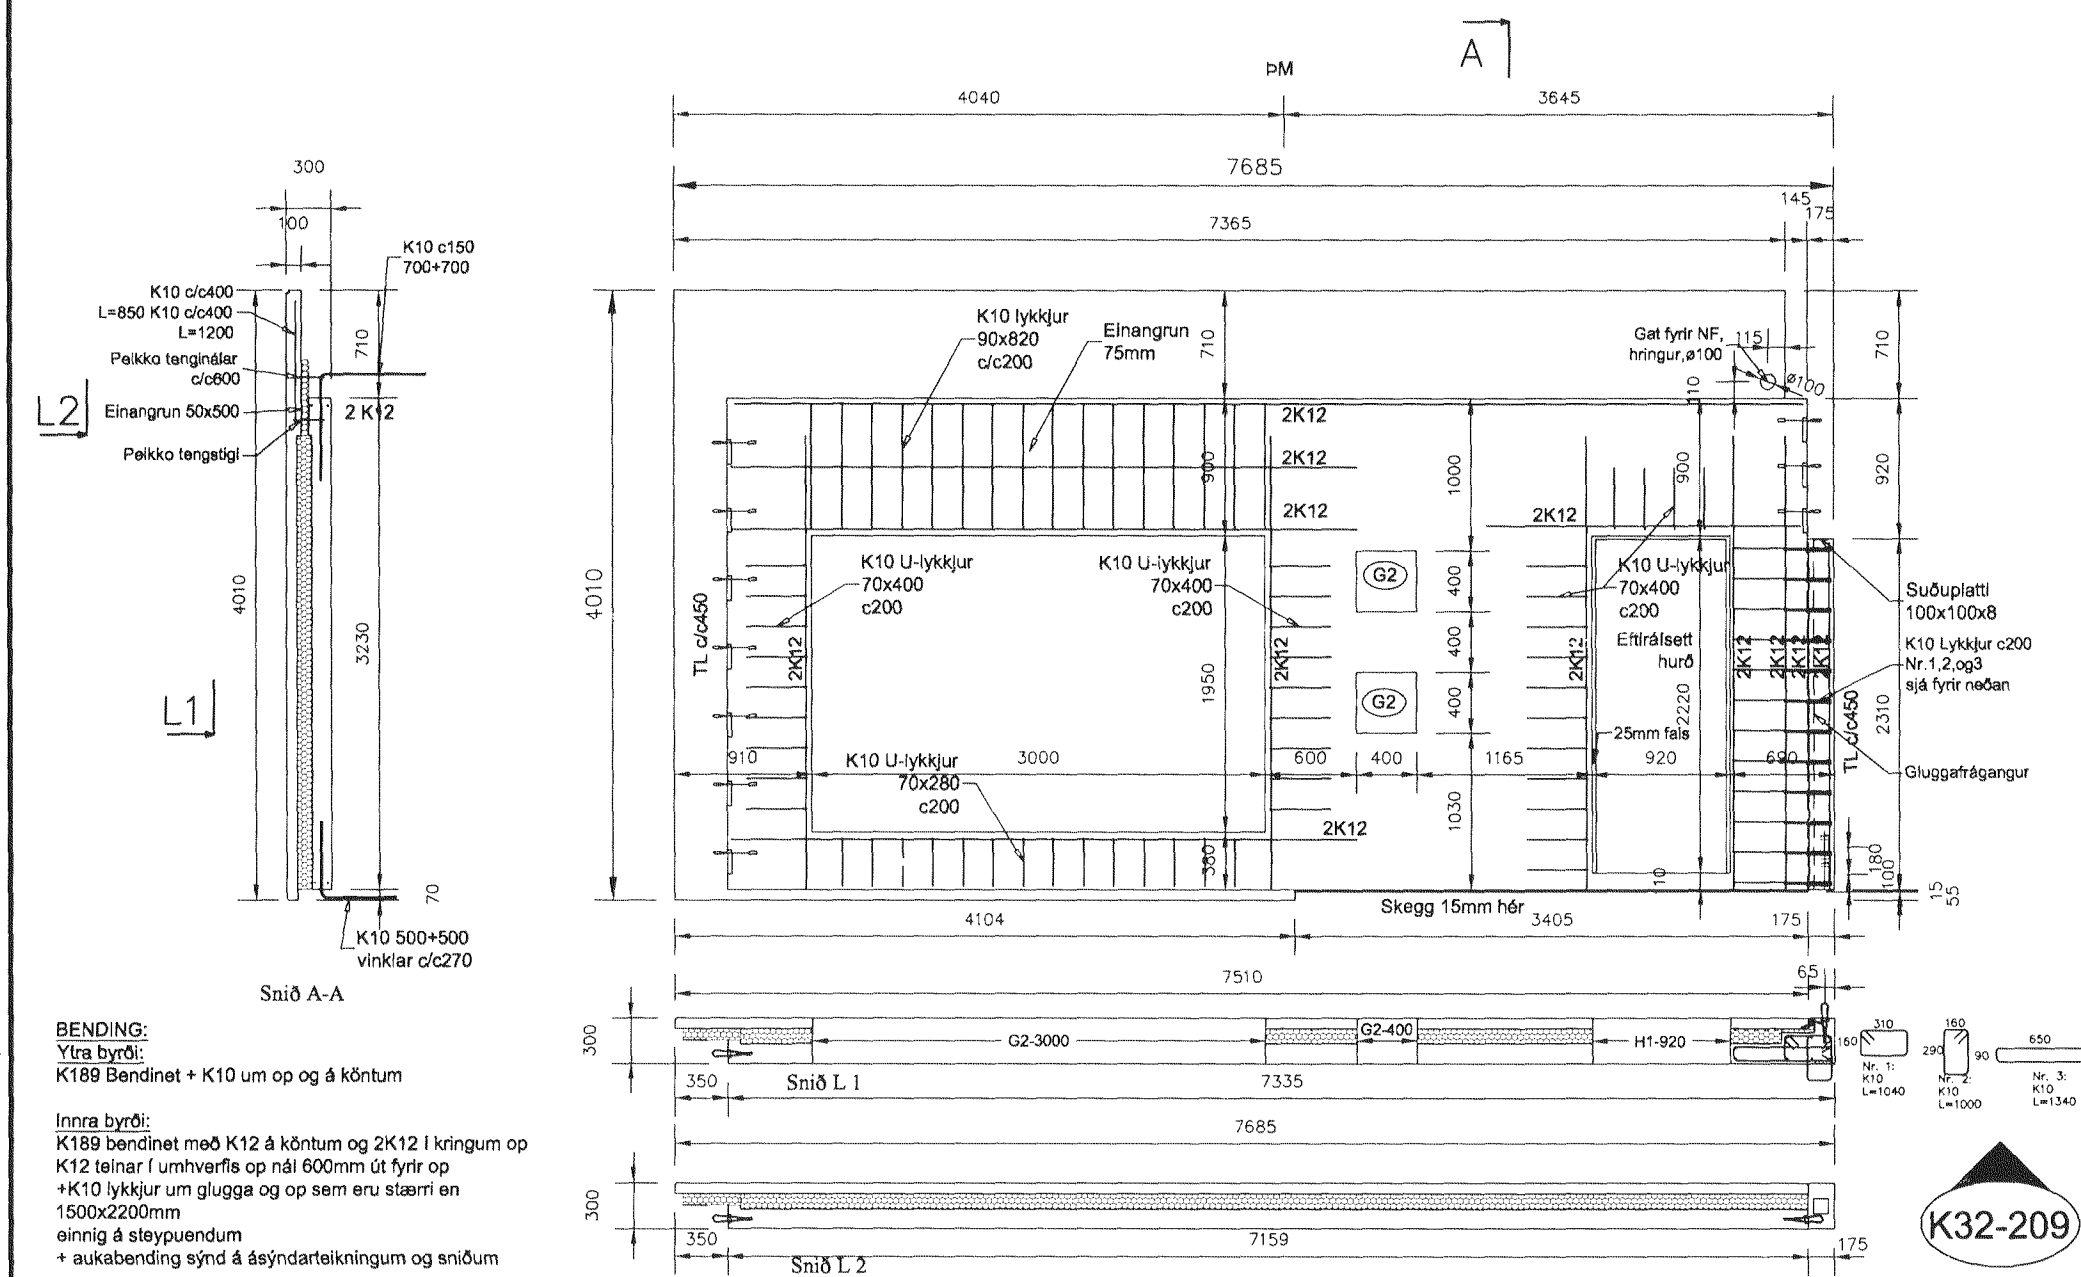 A
ÞM
4040
3645
7685
7365
145
175
300
100
K10 c150
700+700
K10 c/c400
L=850 K10 c/c400
L=1200
Peikko tenginálar
c/c600
Einangrun 50x500
Peikko tengstigi
L2
L1
710
2 K12
4010
3230
70
K10 500+500
vinklar c/c270
Snið A-A
4010
K10 lykkjur
90x820
c/c200
Einangrun
75mm
710
Gat fyrir NF,
hringur,ø100
115
110
ø100
710
2K12
2K12
2K12
2K12
900
1000
900
920
K10 U-lykkjur
70x400
c200
K10 U-lykkjur
70x400
c200
G2
400
K10 U-lykkjur
70x400
c200
Suðuplatti
100x100x8
TL c/c450
2K12
2K12
400
2K12
Eftiráísett
hurð
2K12
2K12
2K12
2K12
K10 Lykkjur c200
Nr.1,2,og3
sjá fyrir neðan
1950
G2
400
2220
2310
25mm fals
TL c/c450
910
3000
600
400
1165
920
690
Gluggafrágangur
K10 U-lykkjur
70x280
c200
2K12
1030
380
10
180
100
15
55
Skegg 15mm hér
4104
3405
175
7510
65
300
G2-3000
G2-400
H1-920
350
Snið L 1
7335
310
160
Nr. 1:
K10
L=1040
160
290
Nr. 2:
K10
L=1000
650
90
Nr. 3:
K10
L=1340
7685
300
350
Snið L 2
7159
175
BENDING:
Ytra byrði:
K189 Bendinet + K10 um op og á köntum
Innra byrði:
K189 bendinet með K12 á köntum og 2K12 í kringum op
K12 teinar í umhverfis op nái 600mm út fyrir op
+K10 lykkjur um glugga og op sem eru stærri en
1500x2200mm
einnig á steypuendum
+ aukabending sýnd á ásýndarteikningum og sniðum
K32-209